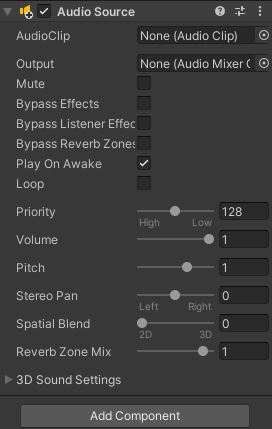 Audio Source
AudioClip None (Audio Clip)
Output None (Audio Mixer G
Mute
Bypass Effects
Bypass Listener Effec
Bypass Reverb Zones
Play On Awake
Loop
Priority 128
High Low
Volume 1
Pitch 1
Stereo Pan 0
Left Right
Spatial Blend 0
2D 3D
Reverb Zone Mix 1
3D Sound Settings
Add Component